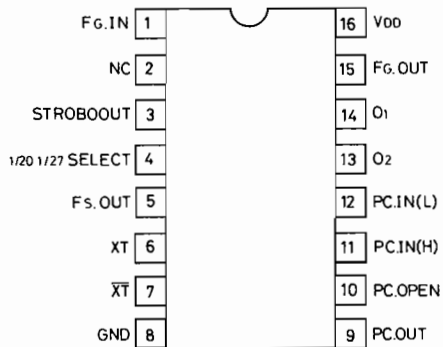 FG.IN 1 16 VDD
NC 2 15 FG.OUT
STROBOOUT 3 14 O1
1/20 1/27 SELECT 4 13 O2
FS.OUT 5 12 PC.IN(L)
XT 6 11 PC.IN(H)
X̅T̅ 7 10 PC.OPEN
GND 8 9 PC.OUT